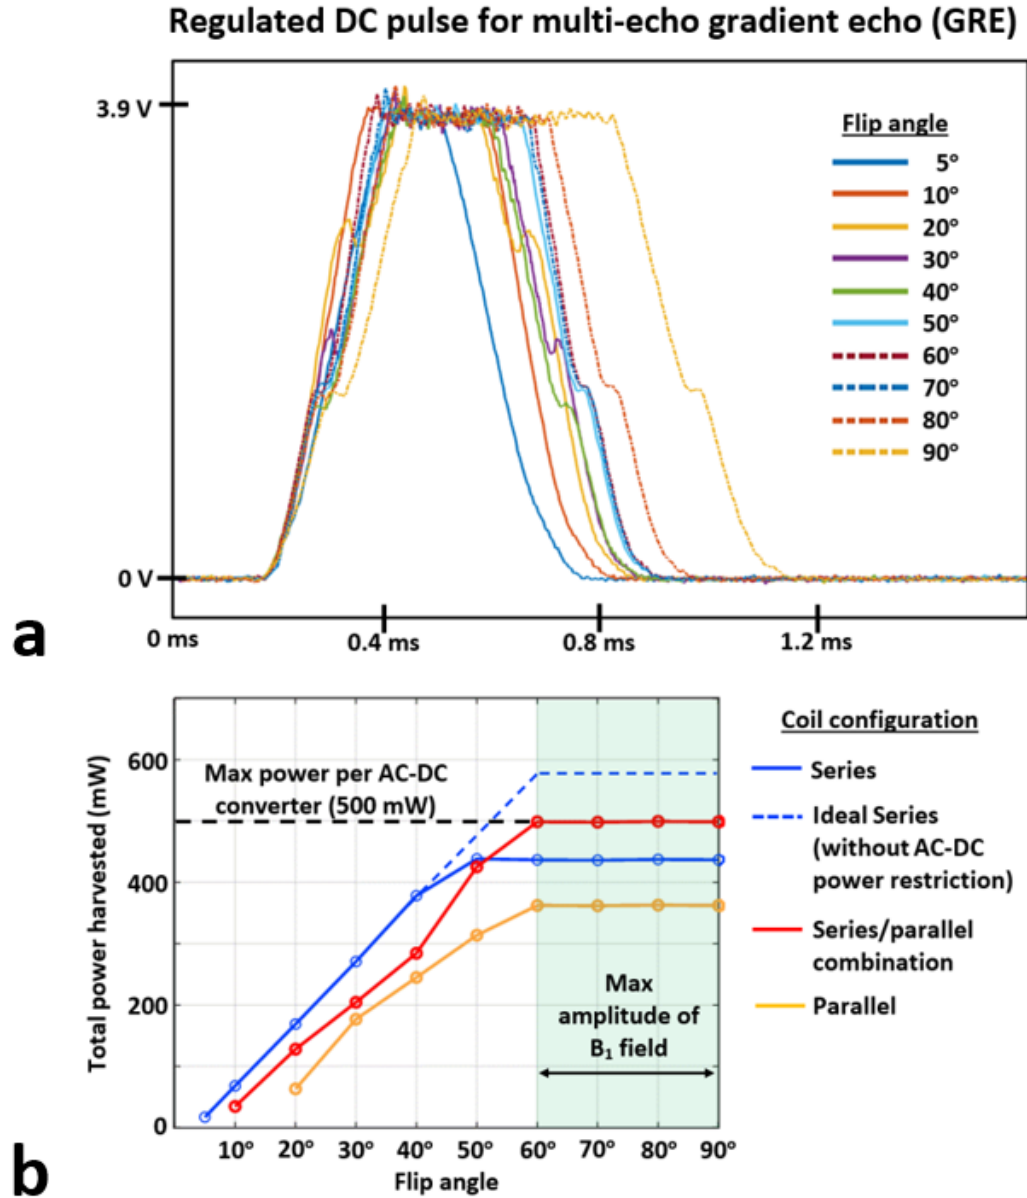 Regulated DC pulse for multi-echo gradient echo (GRE)
3.9 V
0 V
0 ms
0.4 ms
0.8 ms
1.2 ms
Flip angle
5°
10°
20°
30°
40°
50°
60°
70°
80°
90°
a
Total power harvested (mW)
600
400
200
0
Max power per AC-DC
converter (500 mW)
Max
amplitude of
B₁ field
10° 20° 30° 40° 50° 60° 70° 80° 90°
Flip angle
Coil configuration
Series
Ideal Series
(without AC-DC
power restriction)
Series/parallel
combination
Parallel
b